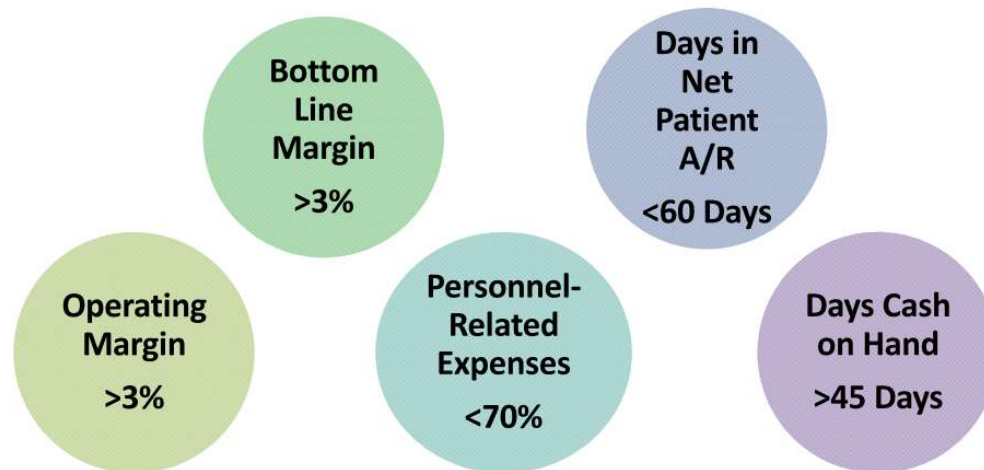 Bottom
Line
Margin
>3%
Days in
Net
Patient
A/R
<60 Days
Operating
Margin
>3%
Personnel-
Related
Expenses
<70%
Days Cash
on Hand
>45 Days